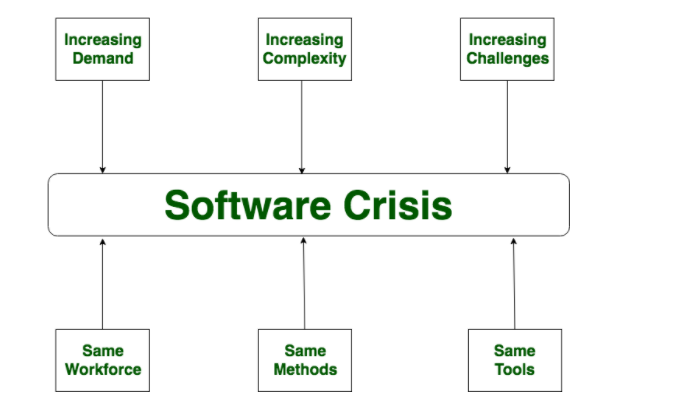 Increasing
Demand
Increasing
Complexity
Increasing
Challenges
Software Crisis
Same
Workforce
Same
Methods
Same
Tools